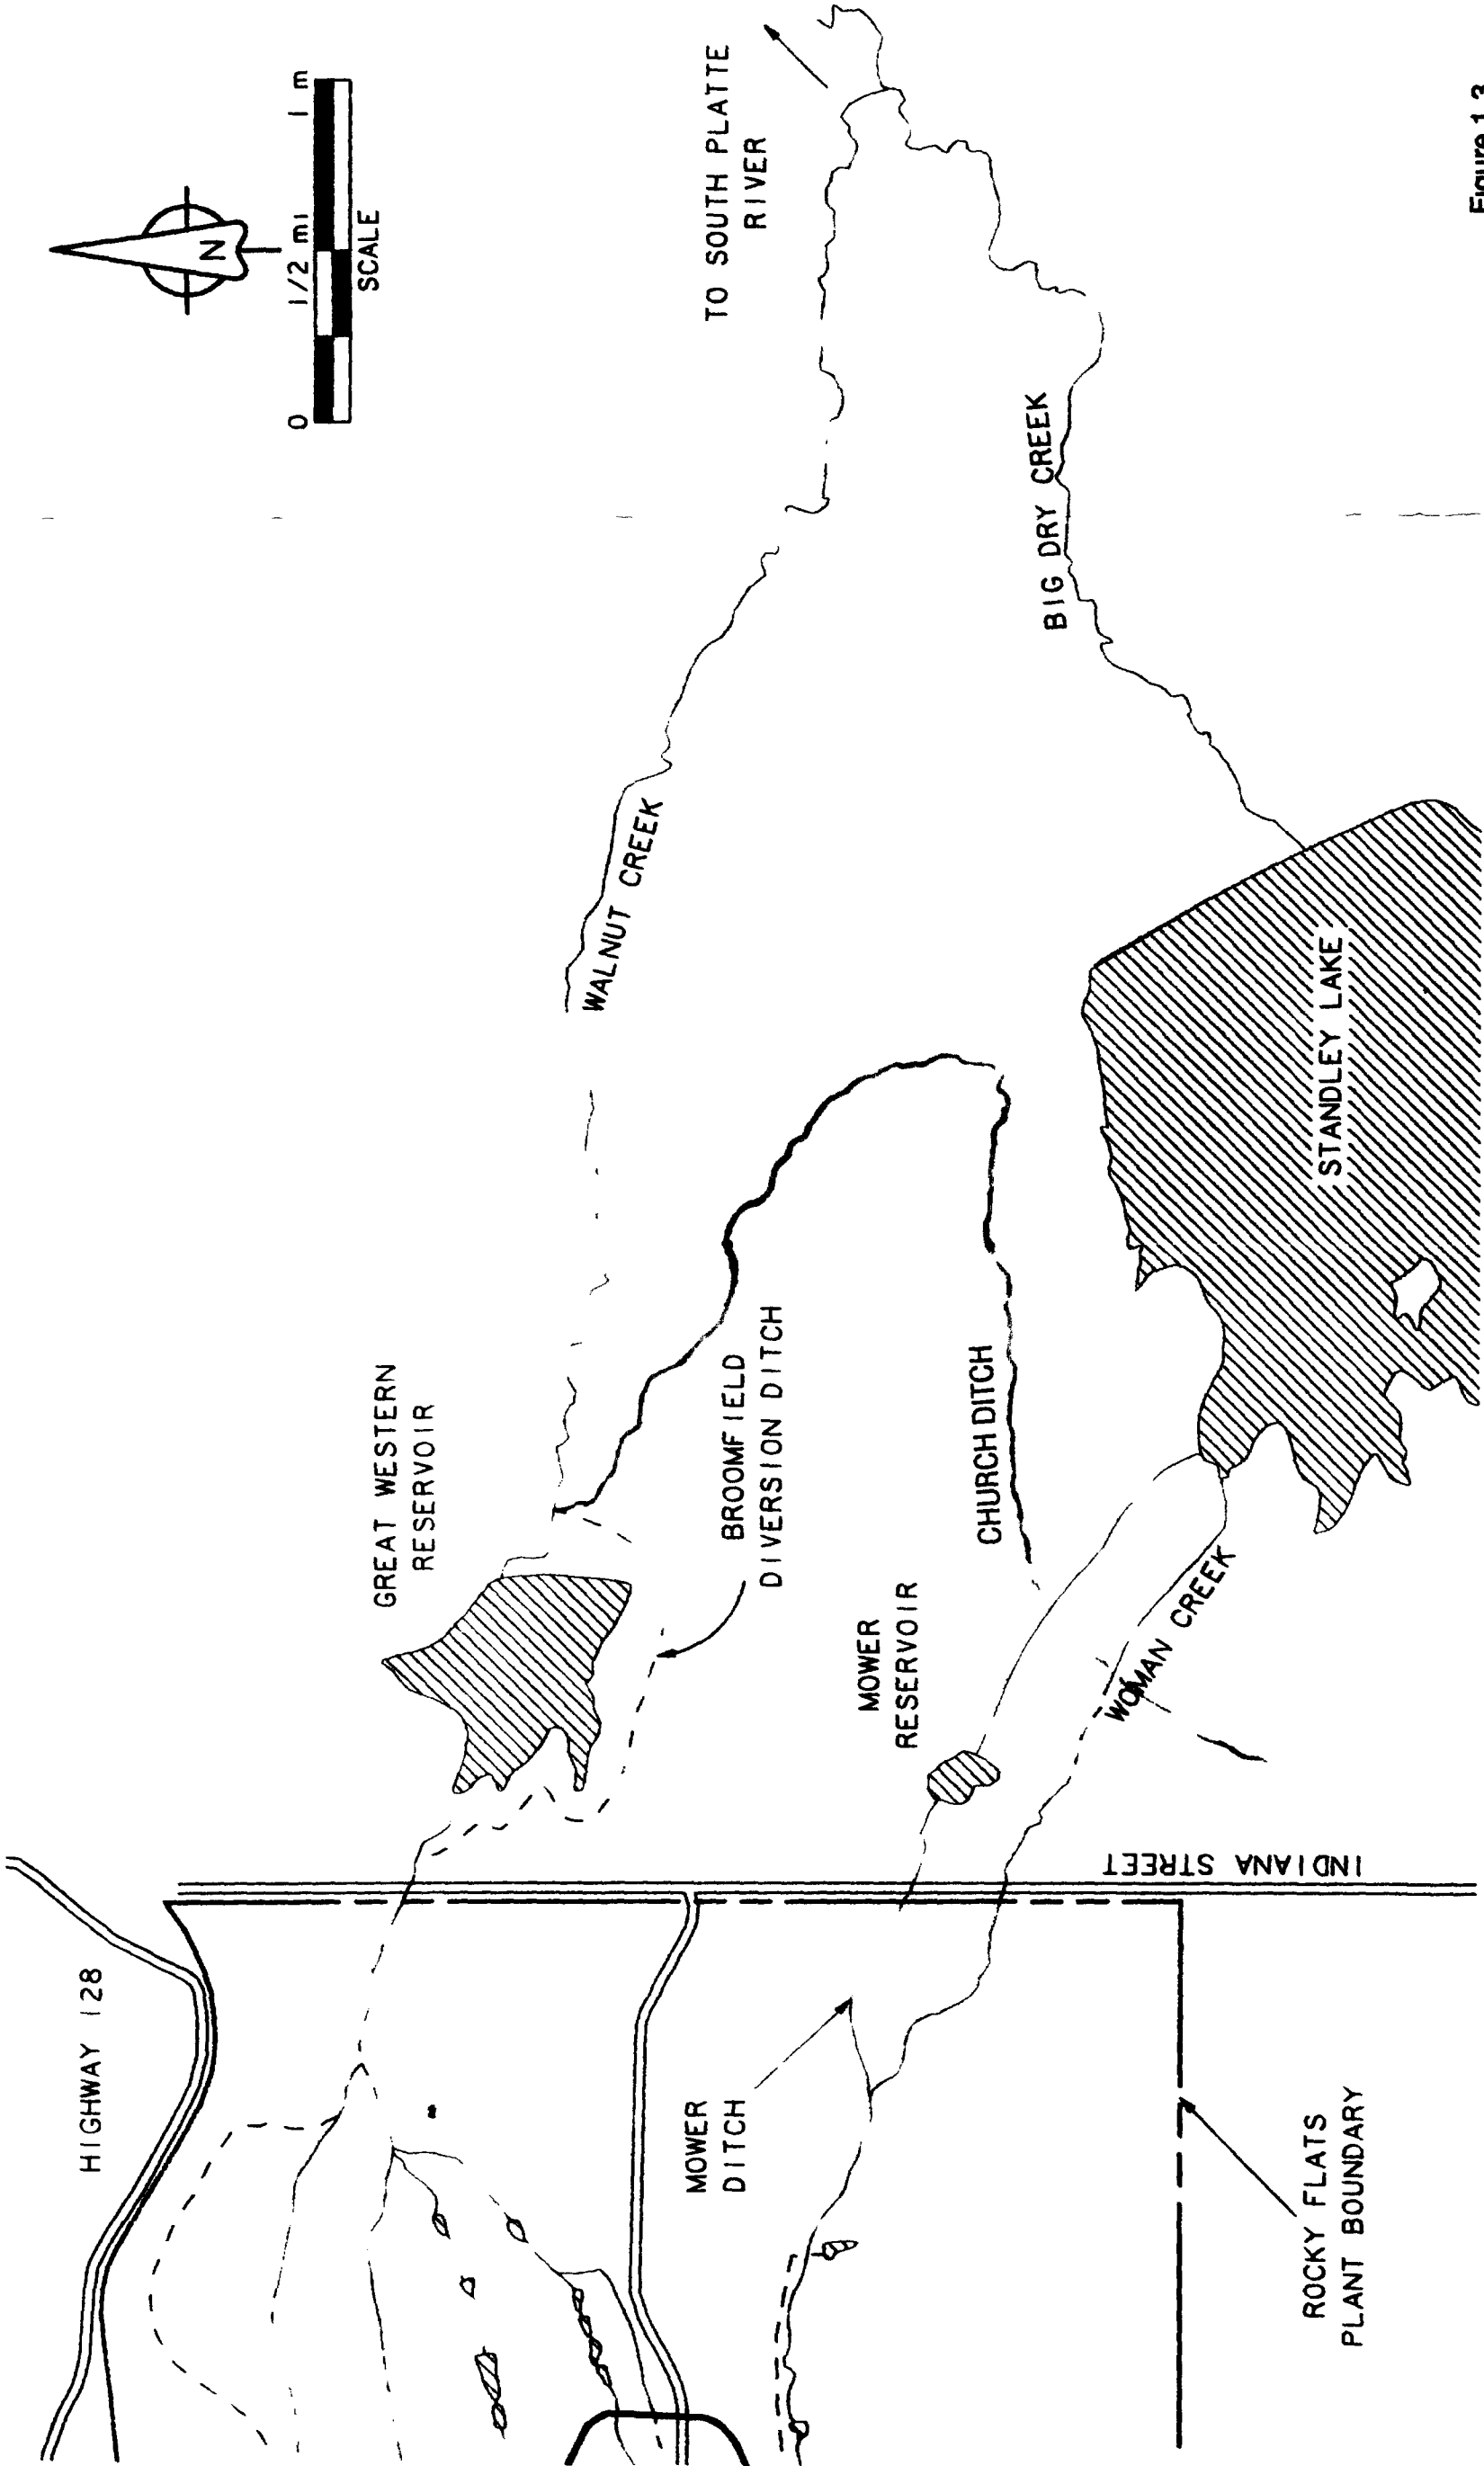 HIGHWAY 128
GREAT WESTERN
RESERVOIR
N
0 1/2 mi 1 m
SCALE
WALNUT CREEK
BROOMFIELD
DIVERSION DITCH
TO SOUTH PLATTE
RIVER
MOWER
DITCH
MOWER
RESERVOIR
CHURCH DITCH
BIG DRY CREEK
WOMAN CREEK
INDIANA STREET
STANDLEY LAKE
ROCKY FLATS
PLANT BOUNDARY